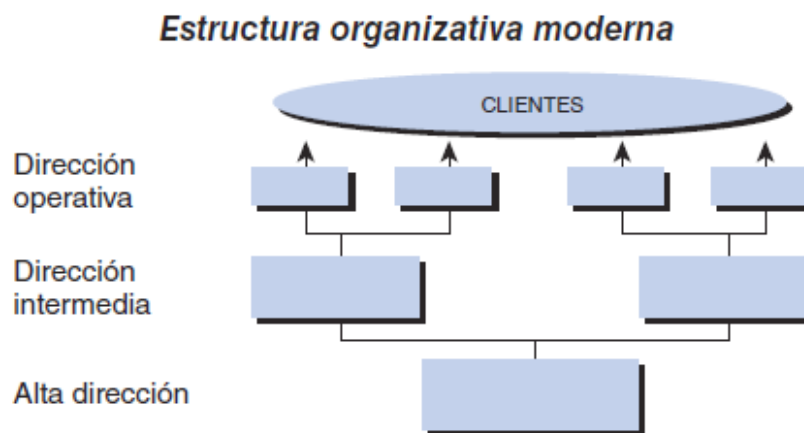 Estructura organizativa moderna
CLIENTES
Dirección
operativa
Dirección
intermedia
Alta dirección